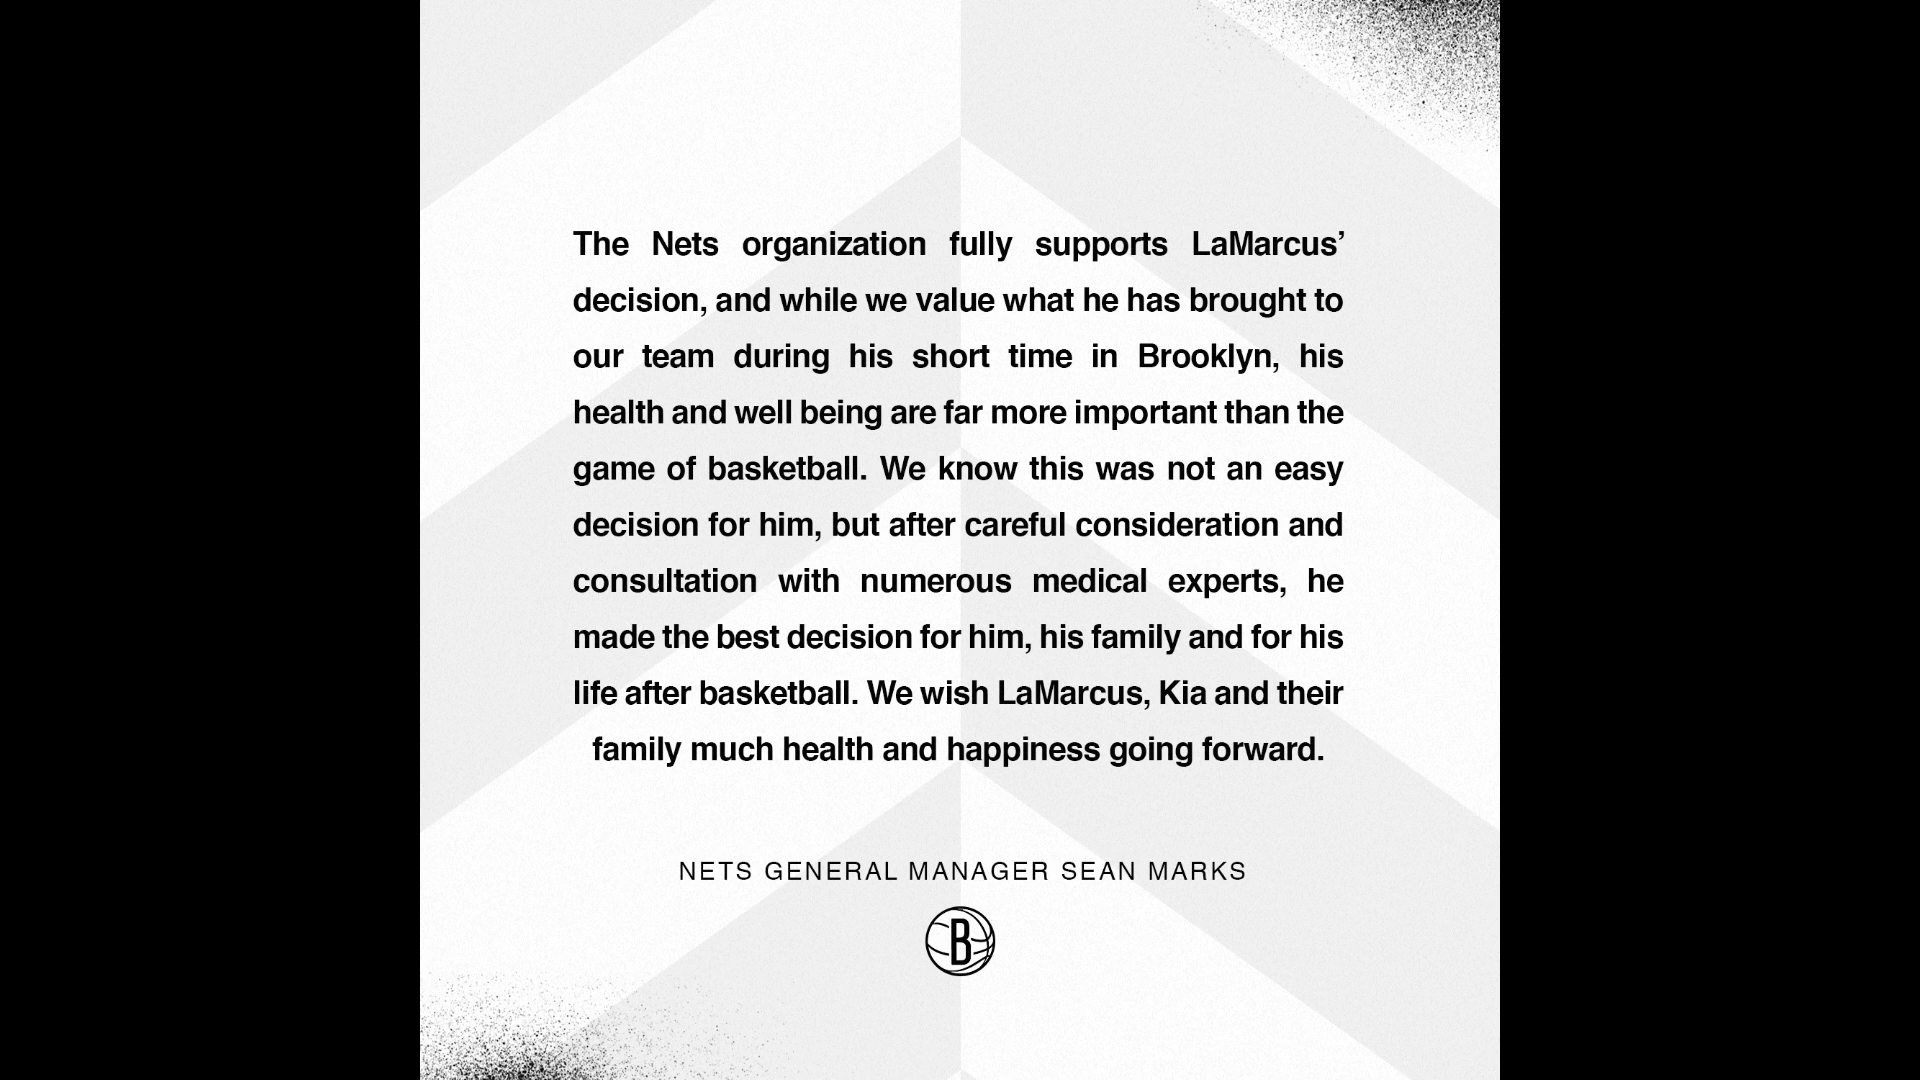 The Nets organization fully supports LaMarcus’
decision, and while we value what he has brought to
our team during his short time in Brooklyn, his
health and well being are far more important than the
game of basketball. We know this was not an easy
decision for him, but after careful consideration and
consultation with numerous medical experts, he
made the best decision for him, his family and for his
life after basketball. We wish LaMarcus, Kia and their
family much health and happiness going forward.
NETS GENERAL MANAGER SEAN MARKS
B